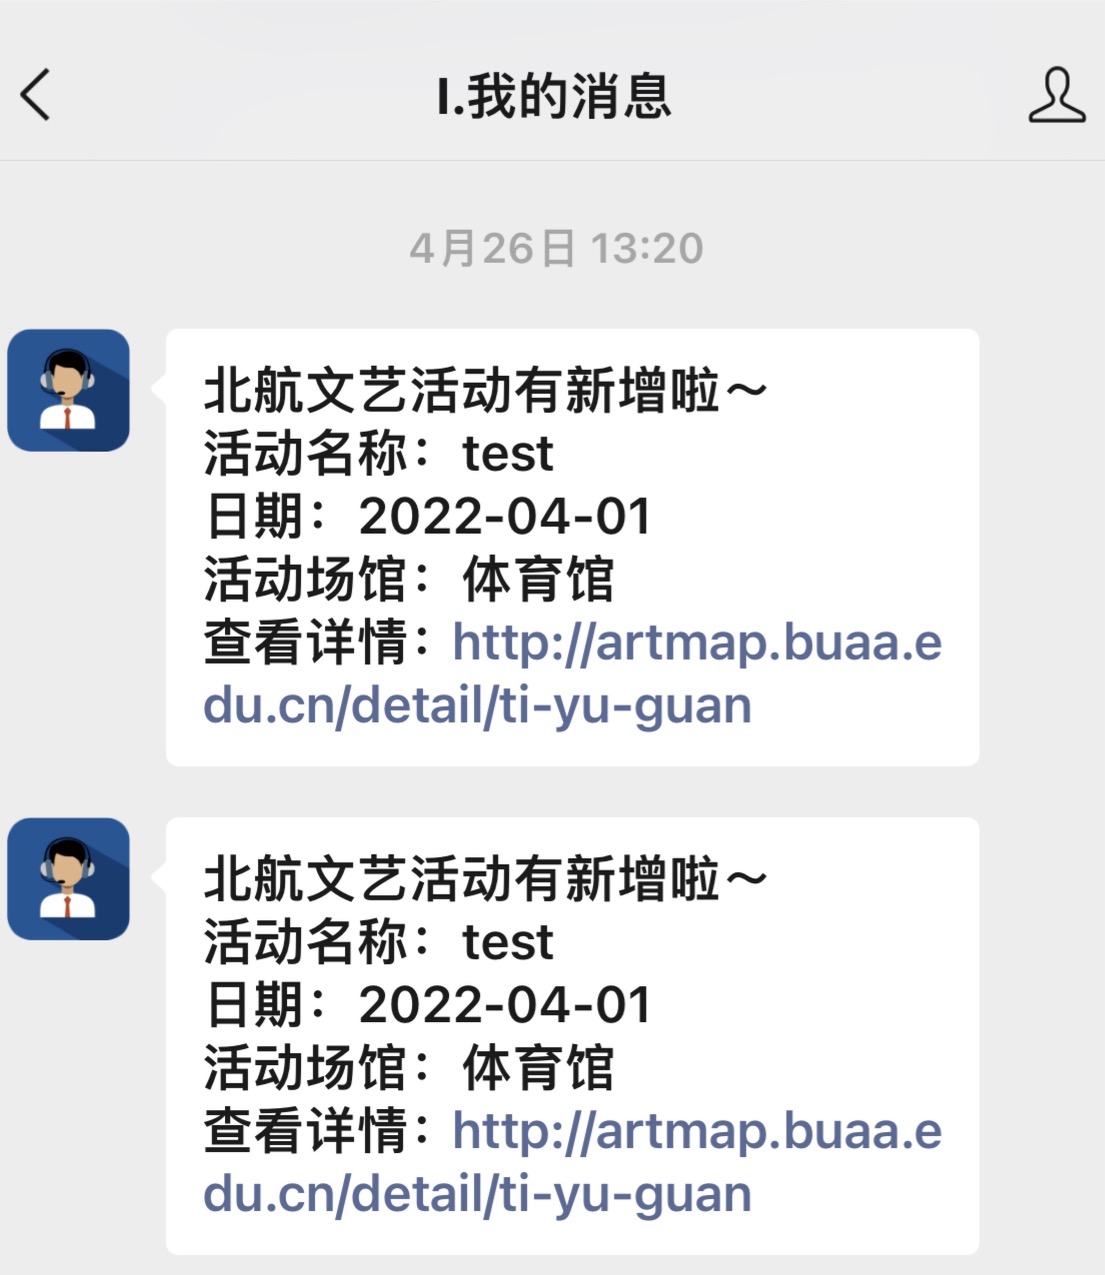 I.我的消息
4月26日 13:20
北航文艺活动有新增啦～
活动名称：test
日期：2022-04-01
活动场馆：体育馆
查看详情：http://artmap.buaa.e
du.cn/detail/ti-yu-guan
北航文艺活动有新增啦～
活动名称：test
日期：2022-04-01
活动场馆：体育馆
查看详情：http://artmap.buaa.e
du.cn/detail/ti-yu-guan